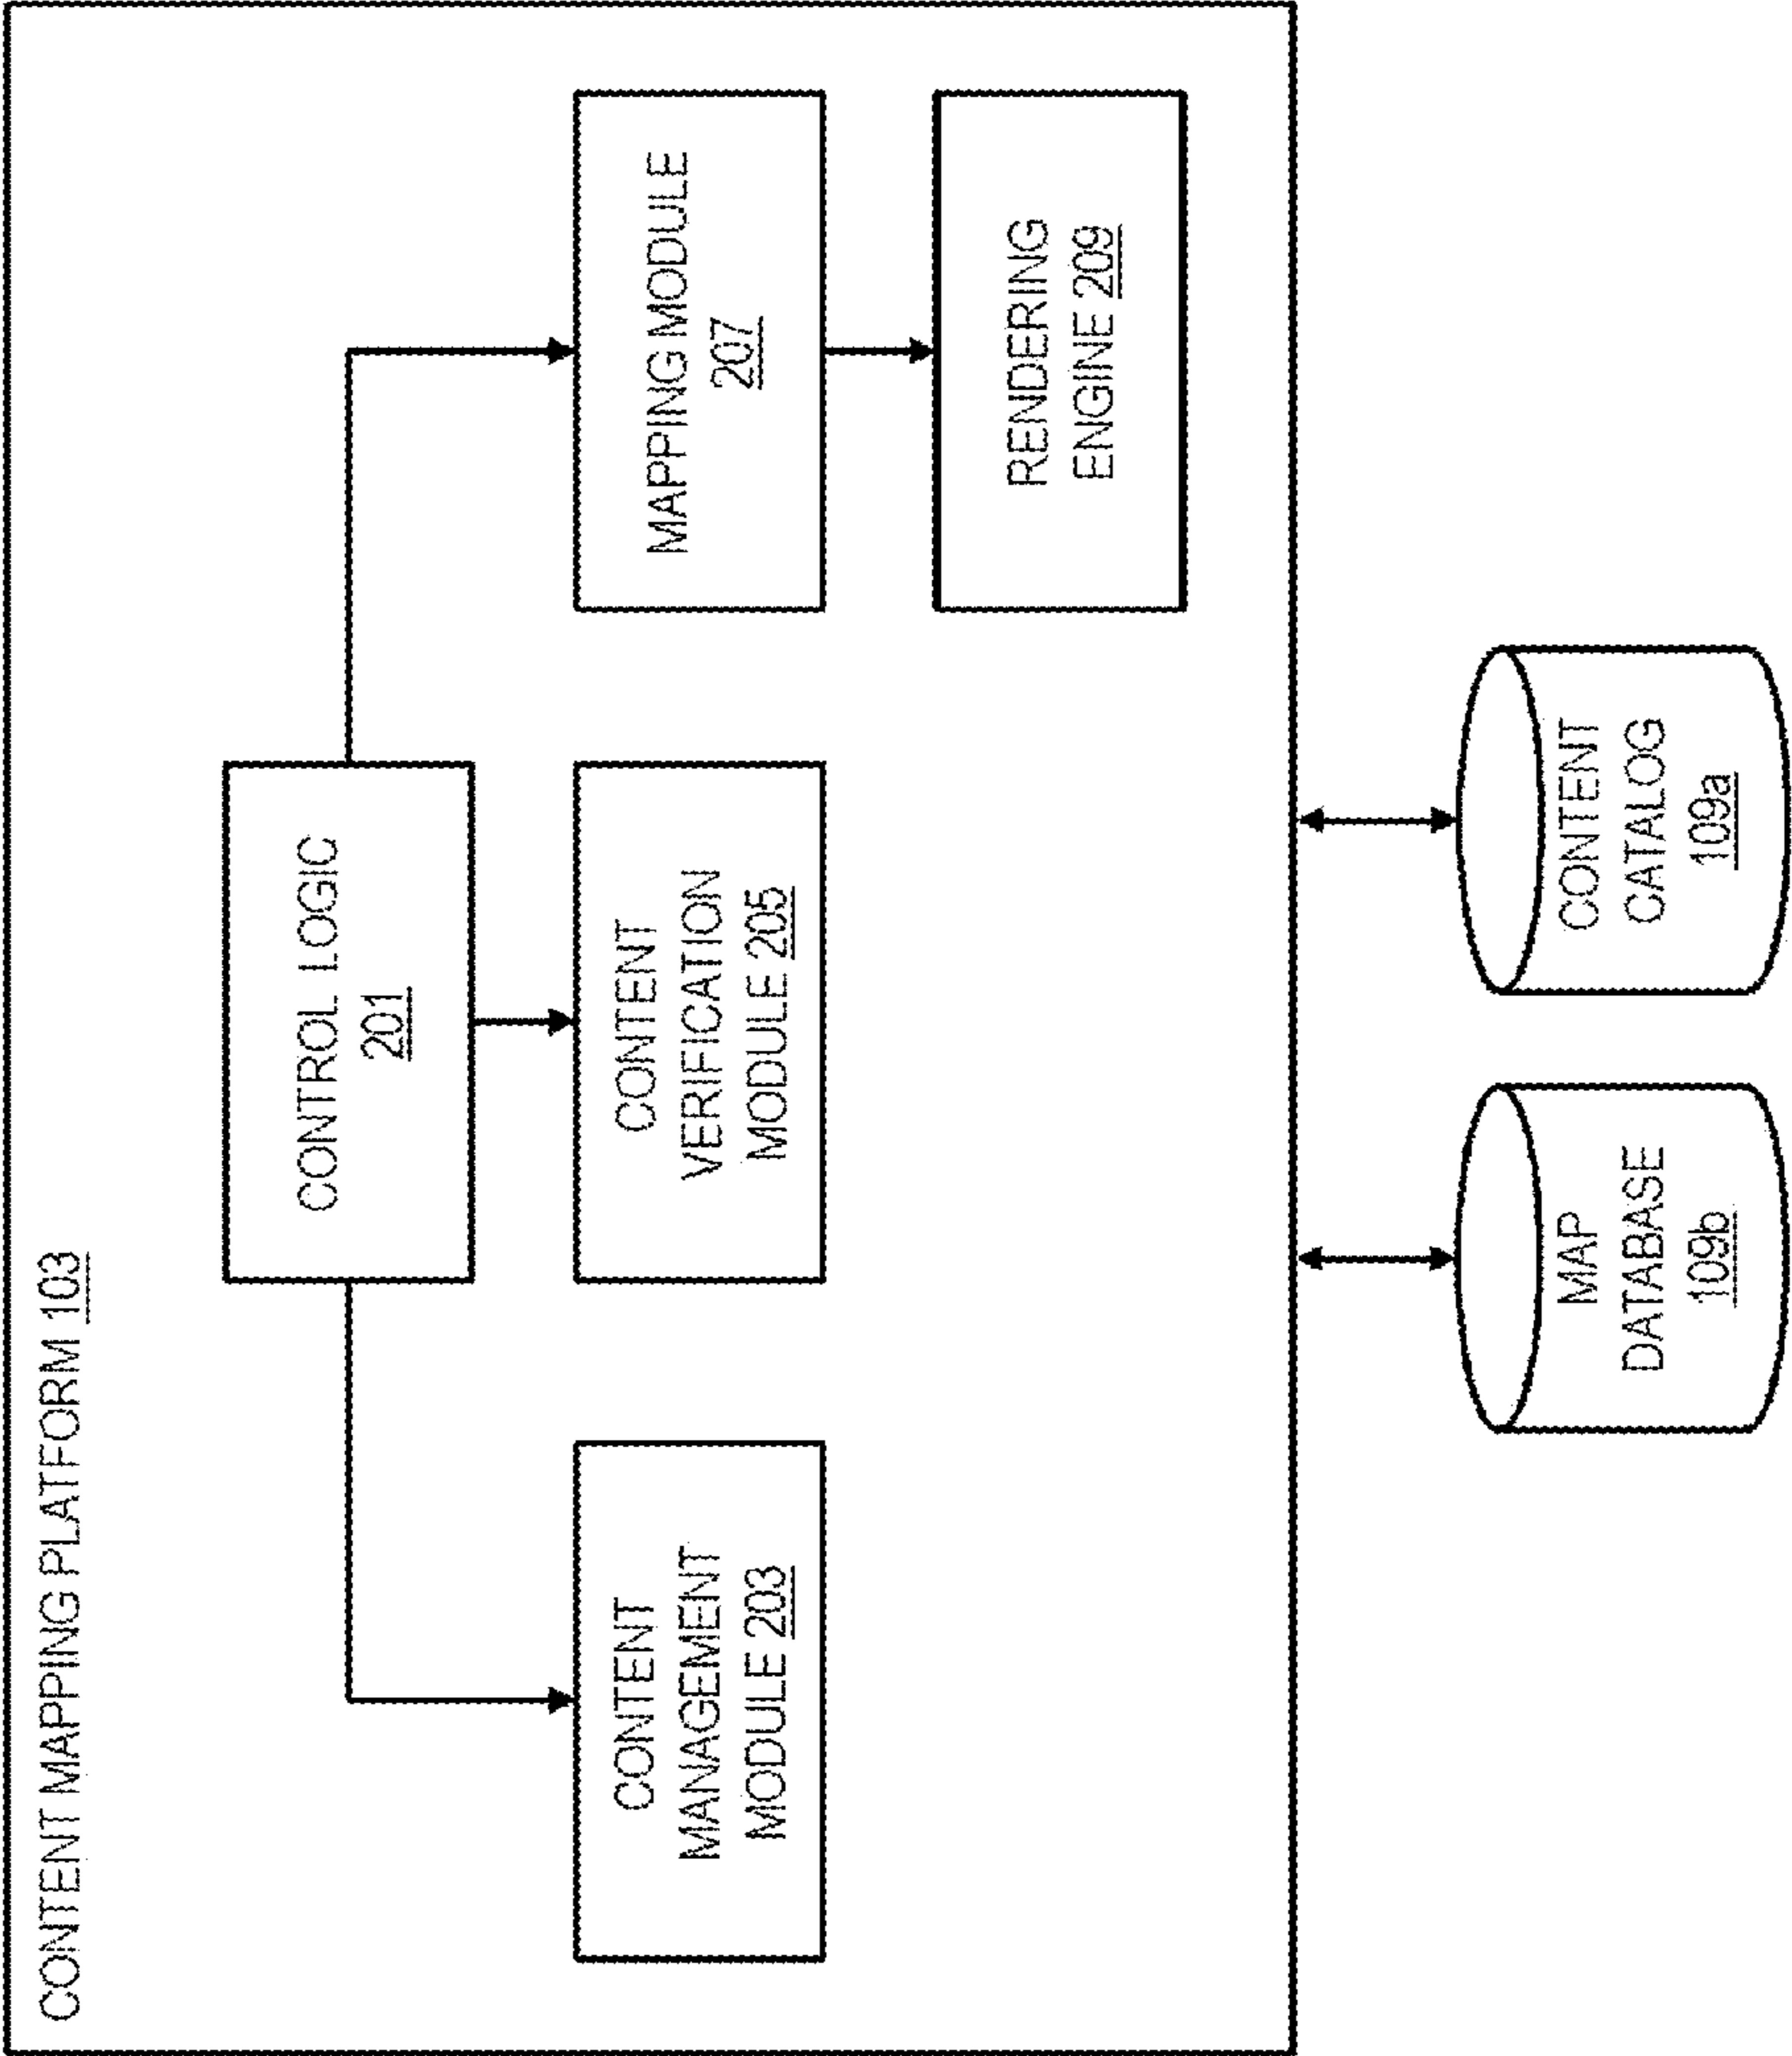 CONTENT MAPPING PLATFORM 103
CONTROL LOGIC
201
CONTENT
MANAGEMENT
MODULE 203
CONTENT
VERIFICATION
MODULE 205
MAPPING MODULE
207
RENDERING
ENGINE 209
MAP
DATABASE
109b
CONTENT
CATALOG
109a